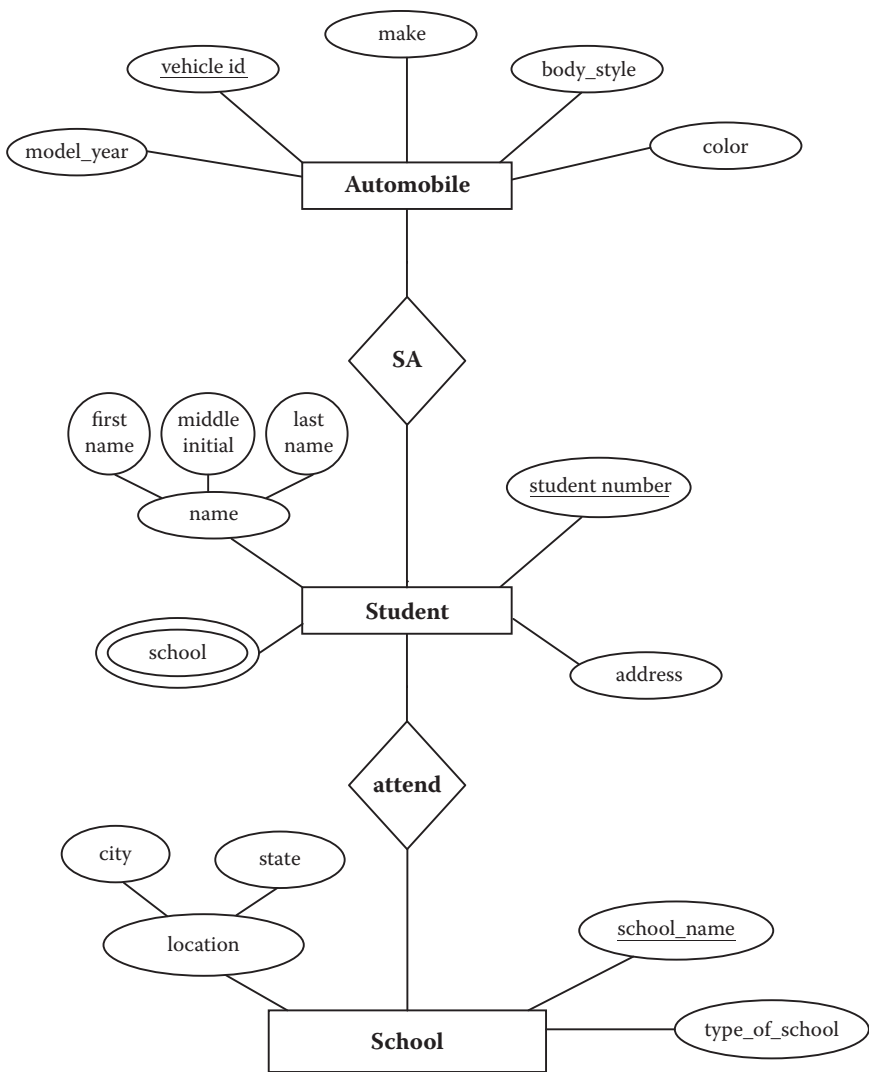 make
vehicle id
body_style
model_year
color
Automobile
SA
first
name
middle
initial
last
name
name
student number
Student
school
address
attend
city
state
location
school_name
type_of_school
School